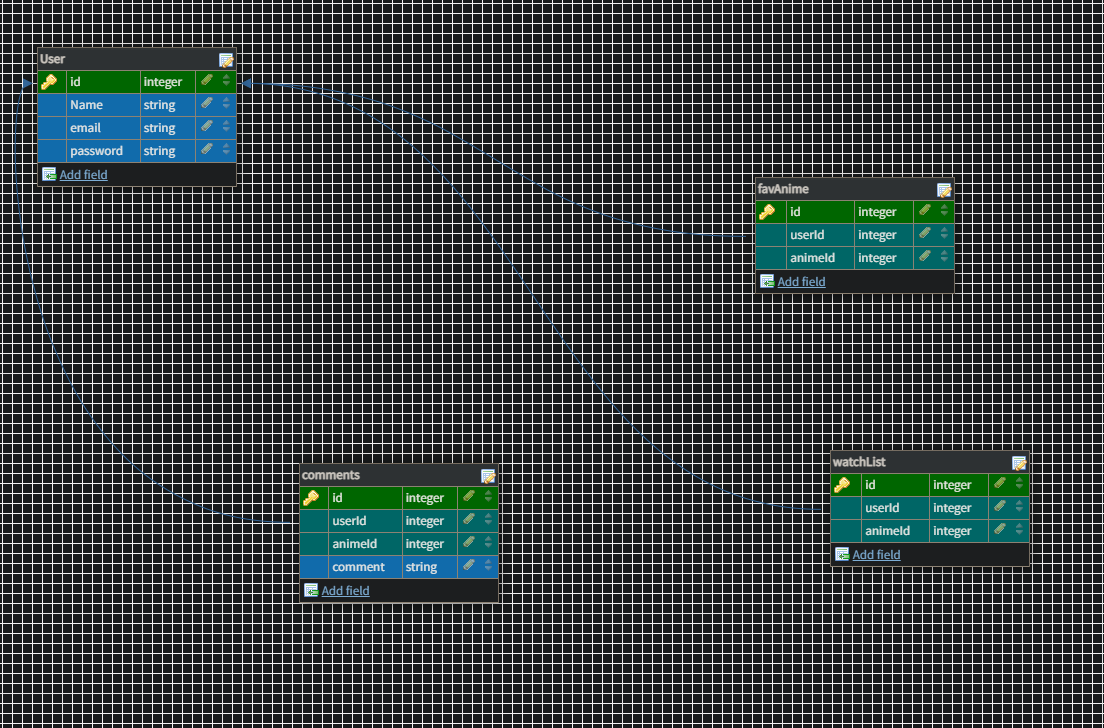 User
id integer
Name string
email string
password string
Add field
favAnime
id integer
userId integer
animeId integer
Add field
comments
id integer
userId integer
animeId integer
comment string
Add field
watchList
id integer
userId integer
animeId integer
Add field